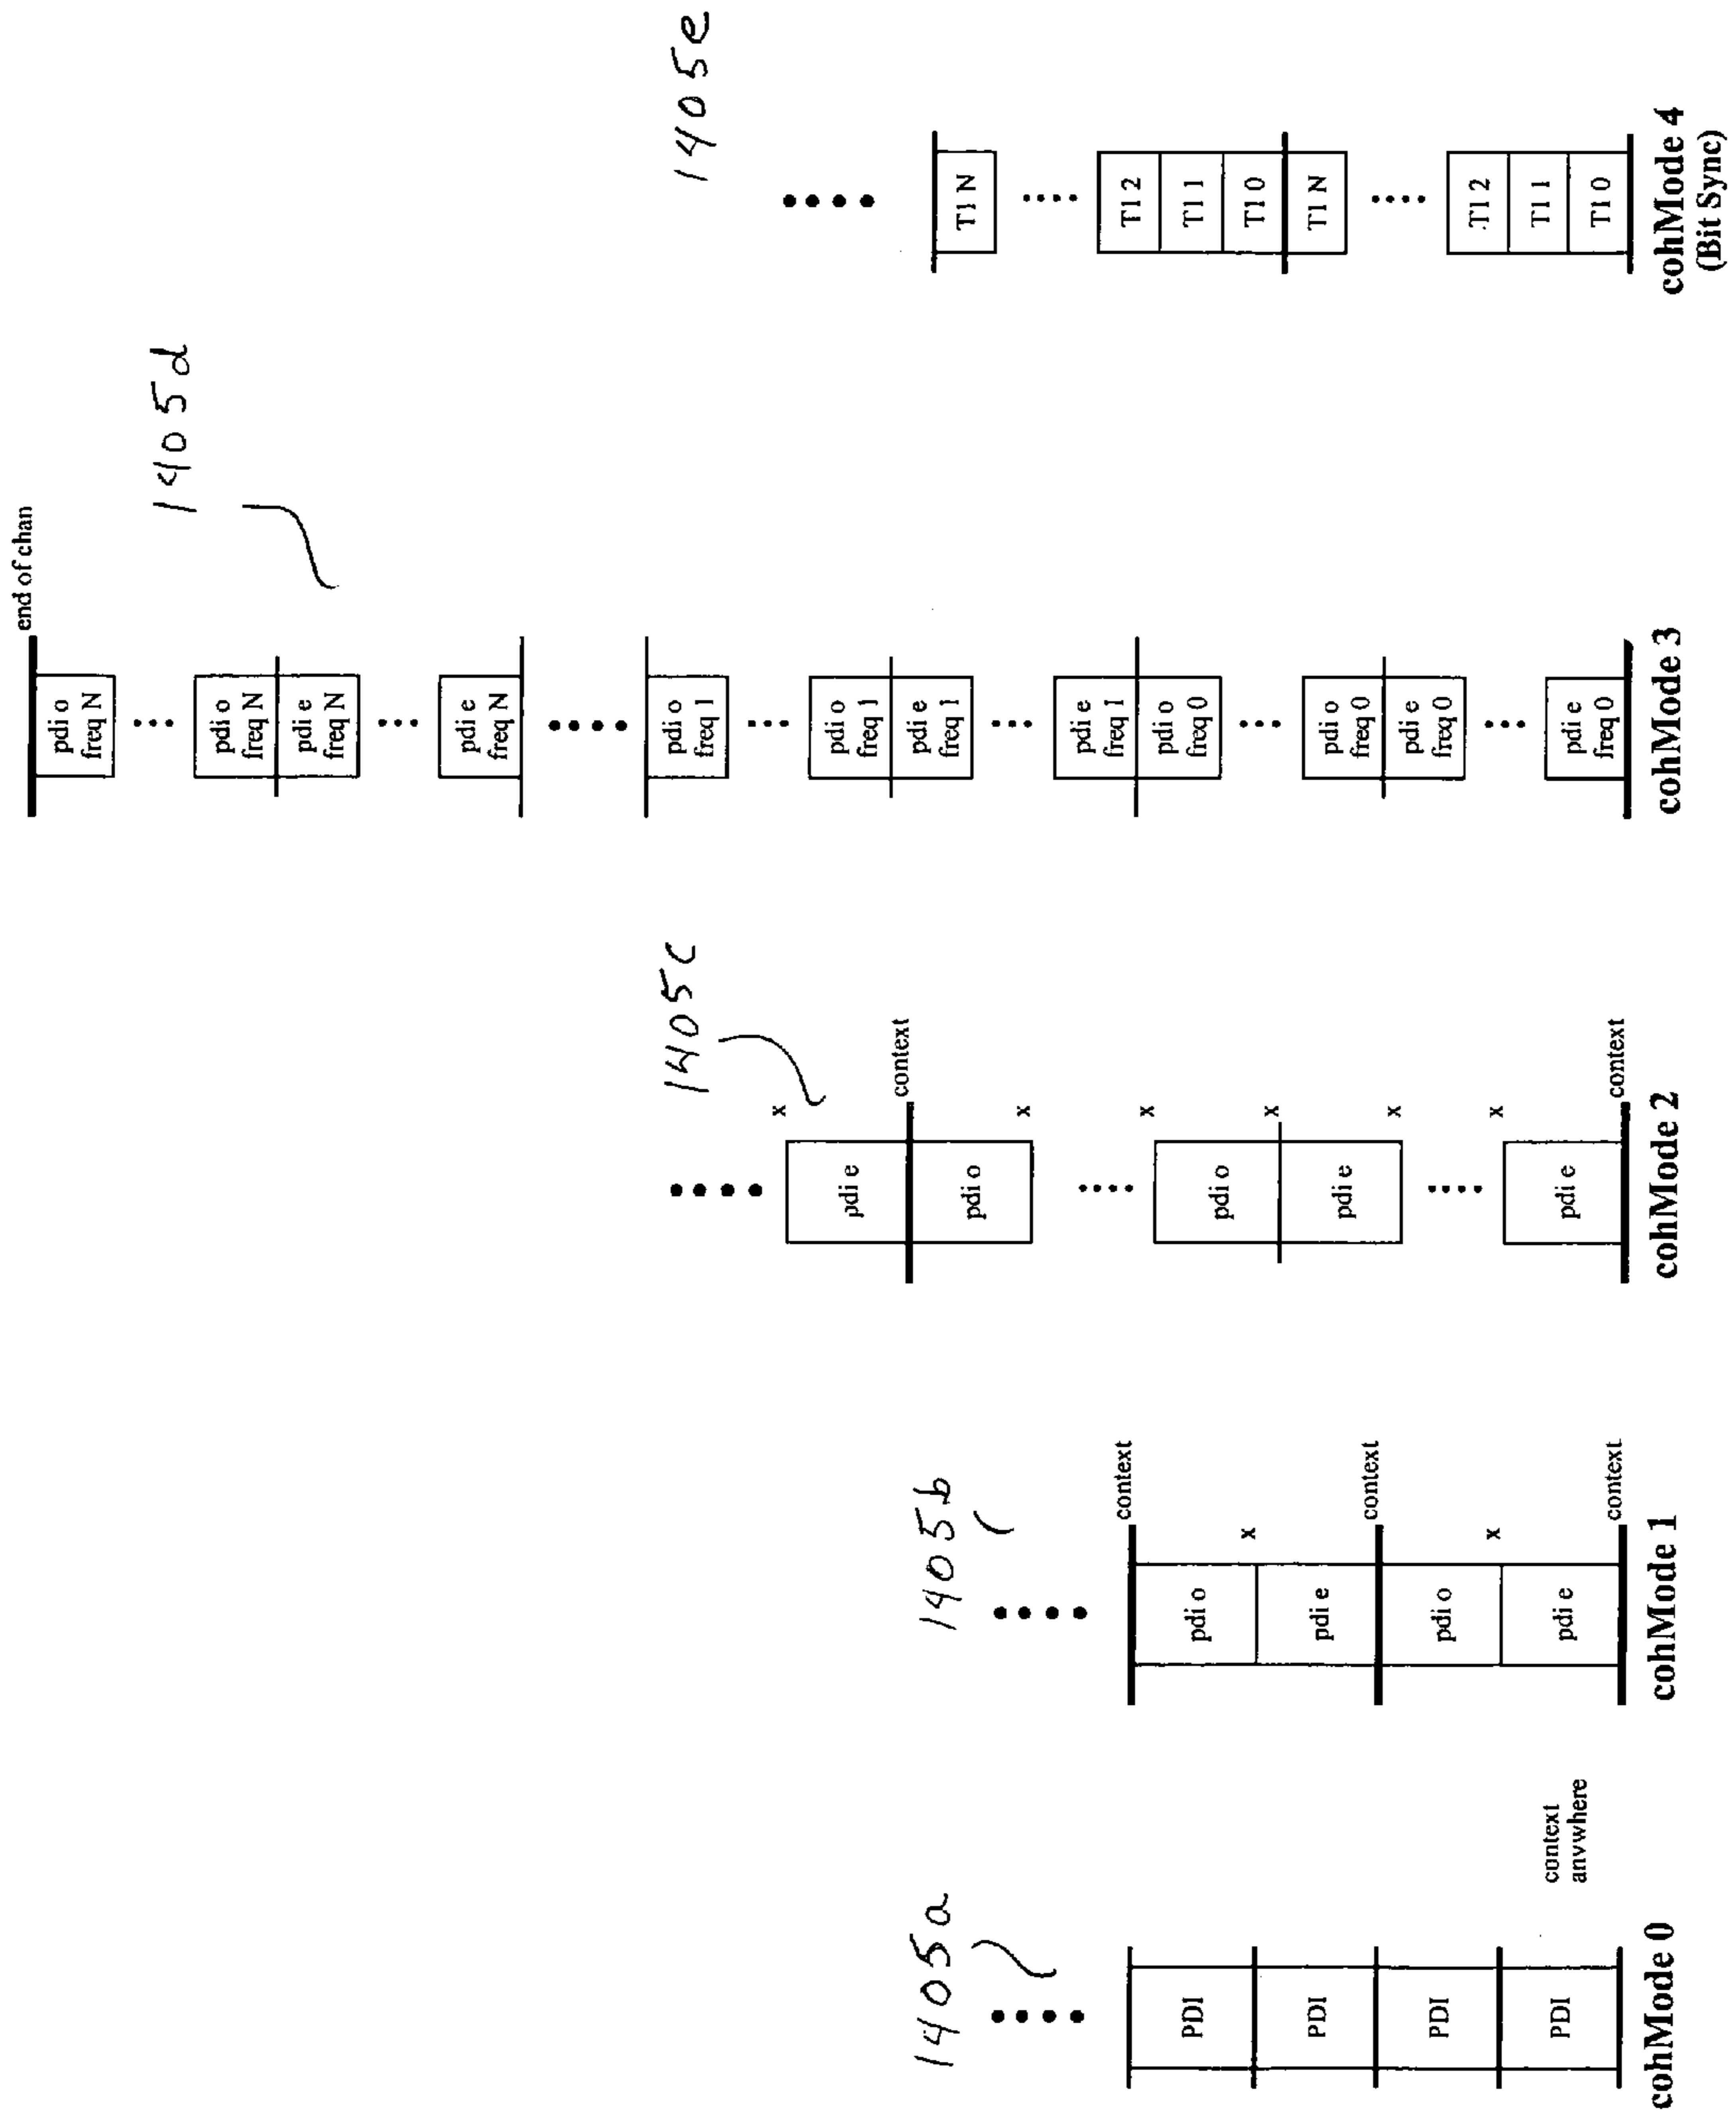 1405a
PDI
PDI
PDI
PDI
context
anywhere
cohMode 0
1405b
context
pdi o
x
pdi e
context
pdi o
x
pdi e
context
cohMode 1
1405c
x
pdi e
context
pdi o
x
x
pdi o
x
pdi e
x
x
pdi e
context
cohMode 2
1405d
end of chan
pdi o
freq N
pdi o
freq N
pdi e
freq N
pdi e
freq N
pdi o
freq 1
pdi o
freq 1
pdi e
freq 1
pdi e
freq 1
pdi o
freq 0
pdi o
freq 0
pdi e
freq 0
pdi e
freq 0
cohMode 3
1405e
T1 N
T1 2
T1 1
T1 0
T1 N
T1 2
T1 1
T1 0
cohMode 4
(Bit Sync)